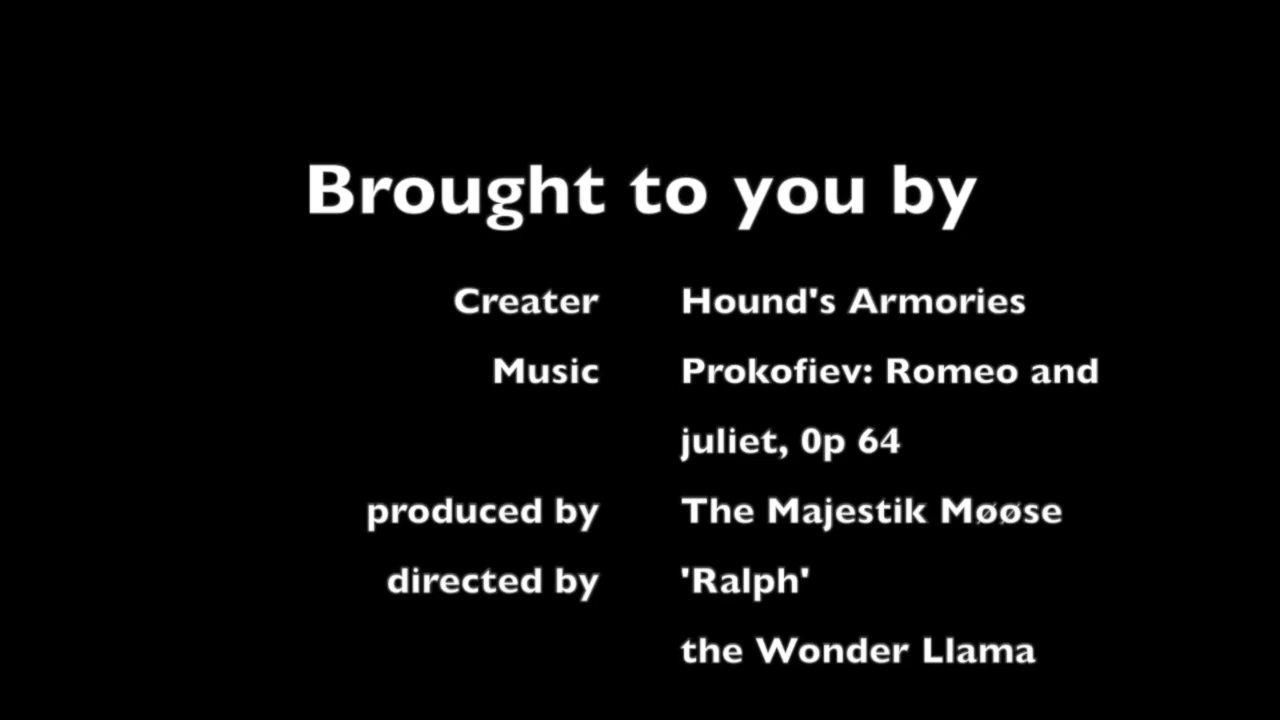 Brought to you by
Creater Hound's Armories
Music Prokofiev: Romeo and
juliet, 0p 64
produced by The Majestik Møøse
directed by 'Ralph'
the Wonder Llama